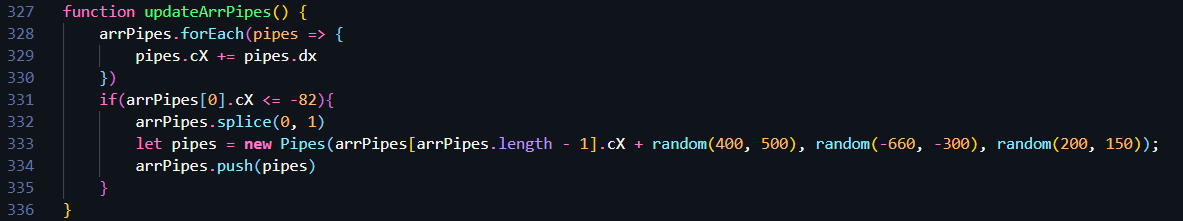 327 function updateArrPipes() {
328     arrPipes.forEach(pipes => {
329         pipes.cX += pipes.dx
330     })
331     if(arrPipes[0].cX <= -82){
332         arrPipes.splice(0, 1)
333         let pipes = new Pipes(arrPipes[arrPipes.length - 1].cX + random(400, 500), random(-660, -300), random(200, 150));
334         arrPipes.push(pipes)
335     }
336 }